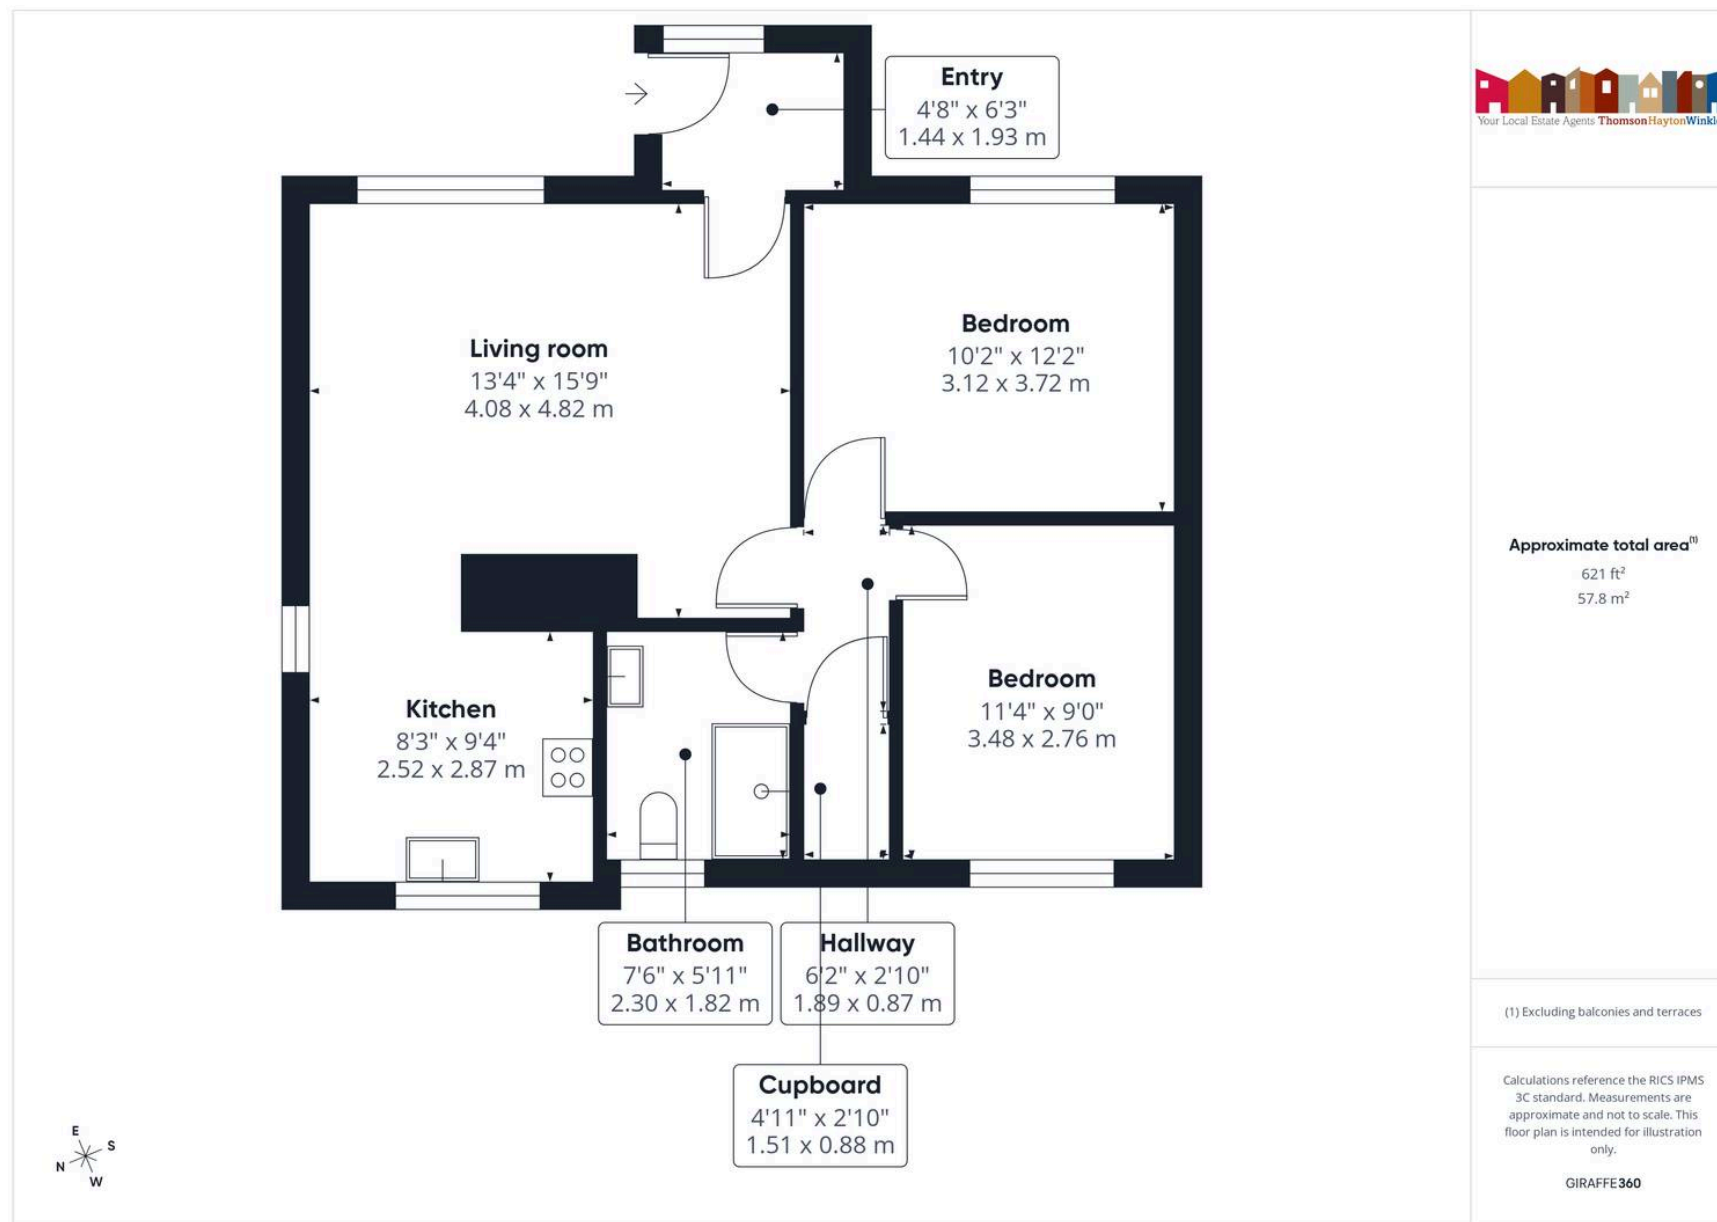 Entry
4'8" x 6'3"
1.44 x 1.93 m
Your Local Estate Agents ThomsonHaytonWinkl
Living room
13'4" x 15'9"
4.08 x 4.82 m
Bedroom
10'2" x 12'2"
3.12 x 3.72 m
Approximate total area(1)
621 ft²
57.8 m²
Kitchen
8'3" x 9'4"
2.52 x 2.87 m
Bedroom
11'4" x 9'0"
3.48 x 2.76 m
Bathroom
7'6" x 5'11"
2.30 x 1.82 m
Hallway
6'2" x 2'10"
1.89 x 0.87 m
Cupboard
4'11" x 2'10"
1.51 x 0.88 m
(1) Excluding balconies and terraces
Calculations reference the RICS IPMS
3C standard. Measurements are
approximate and not to scale. This
floor plan is intended for illustration
only.
GIRAFFE360
E
S
N
W